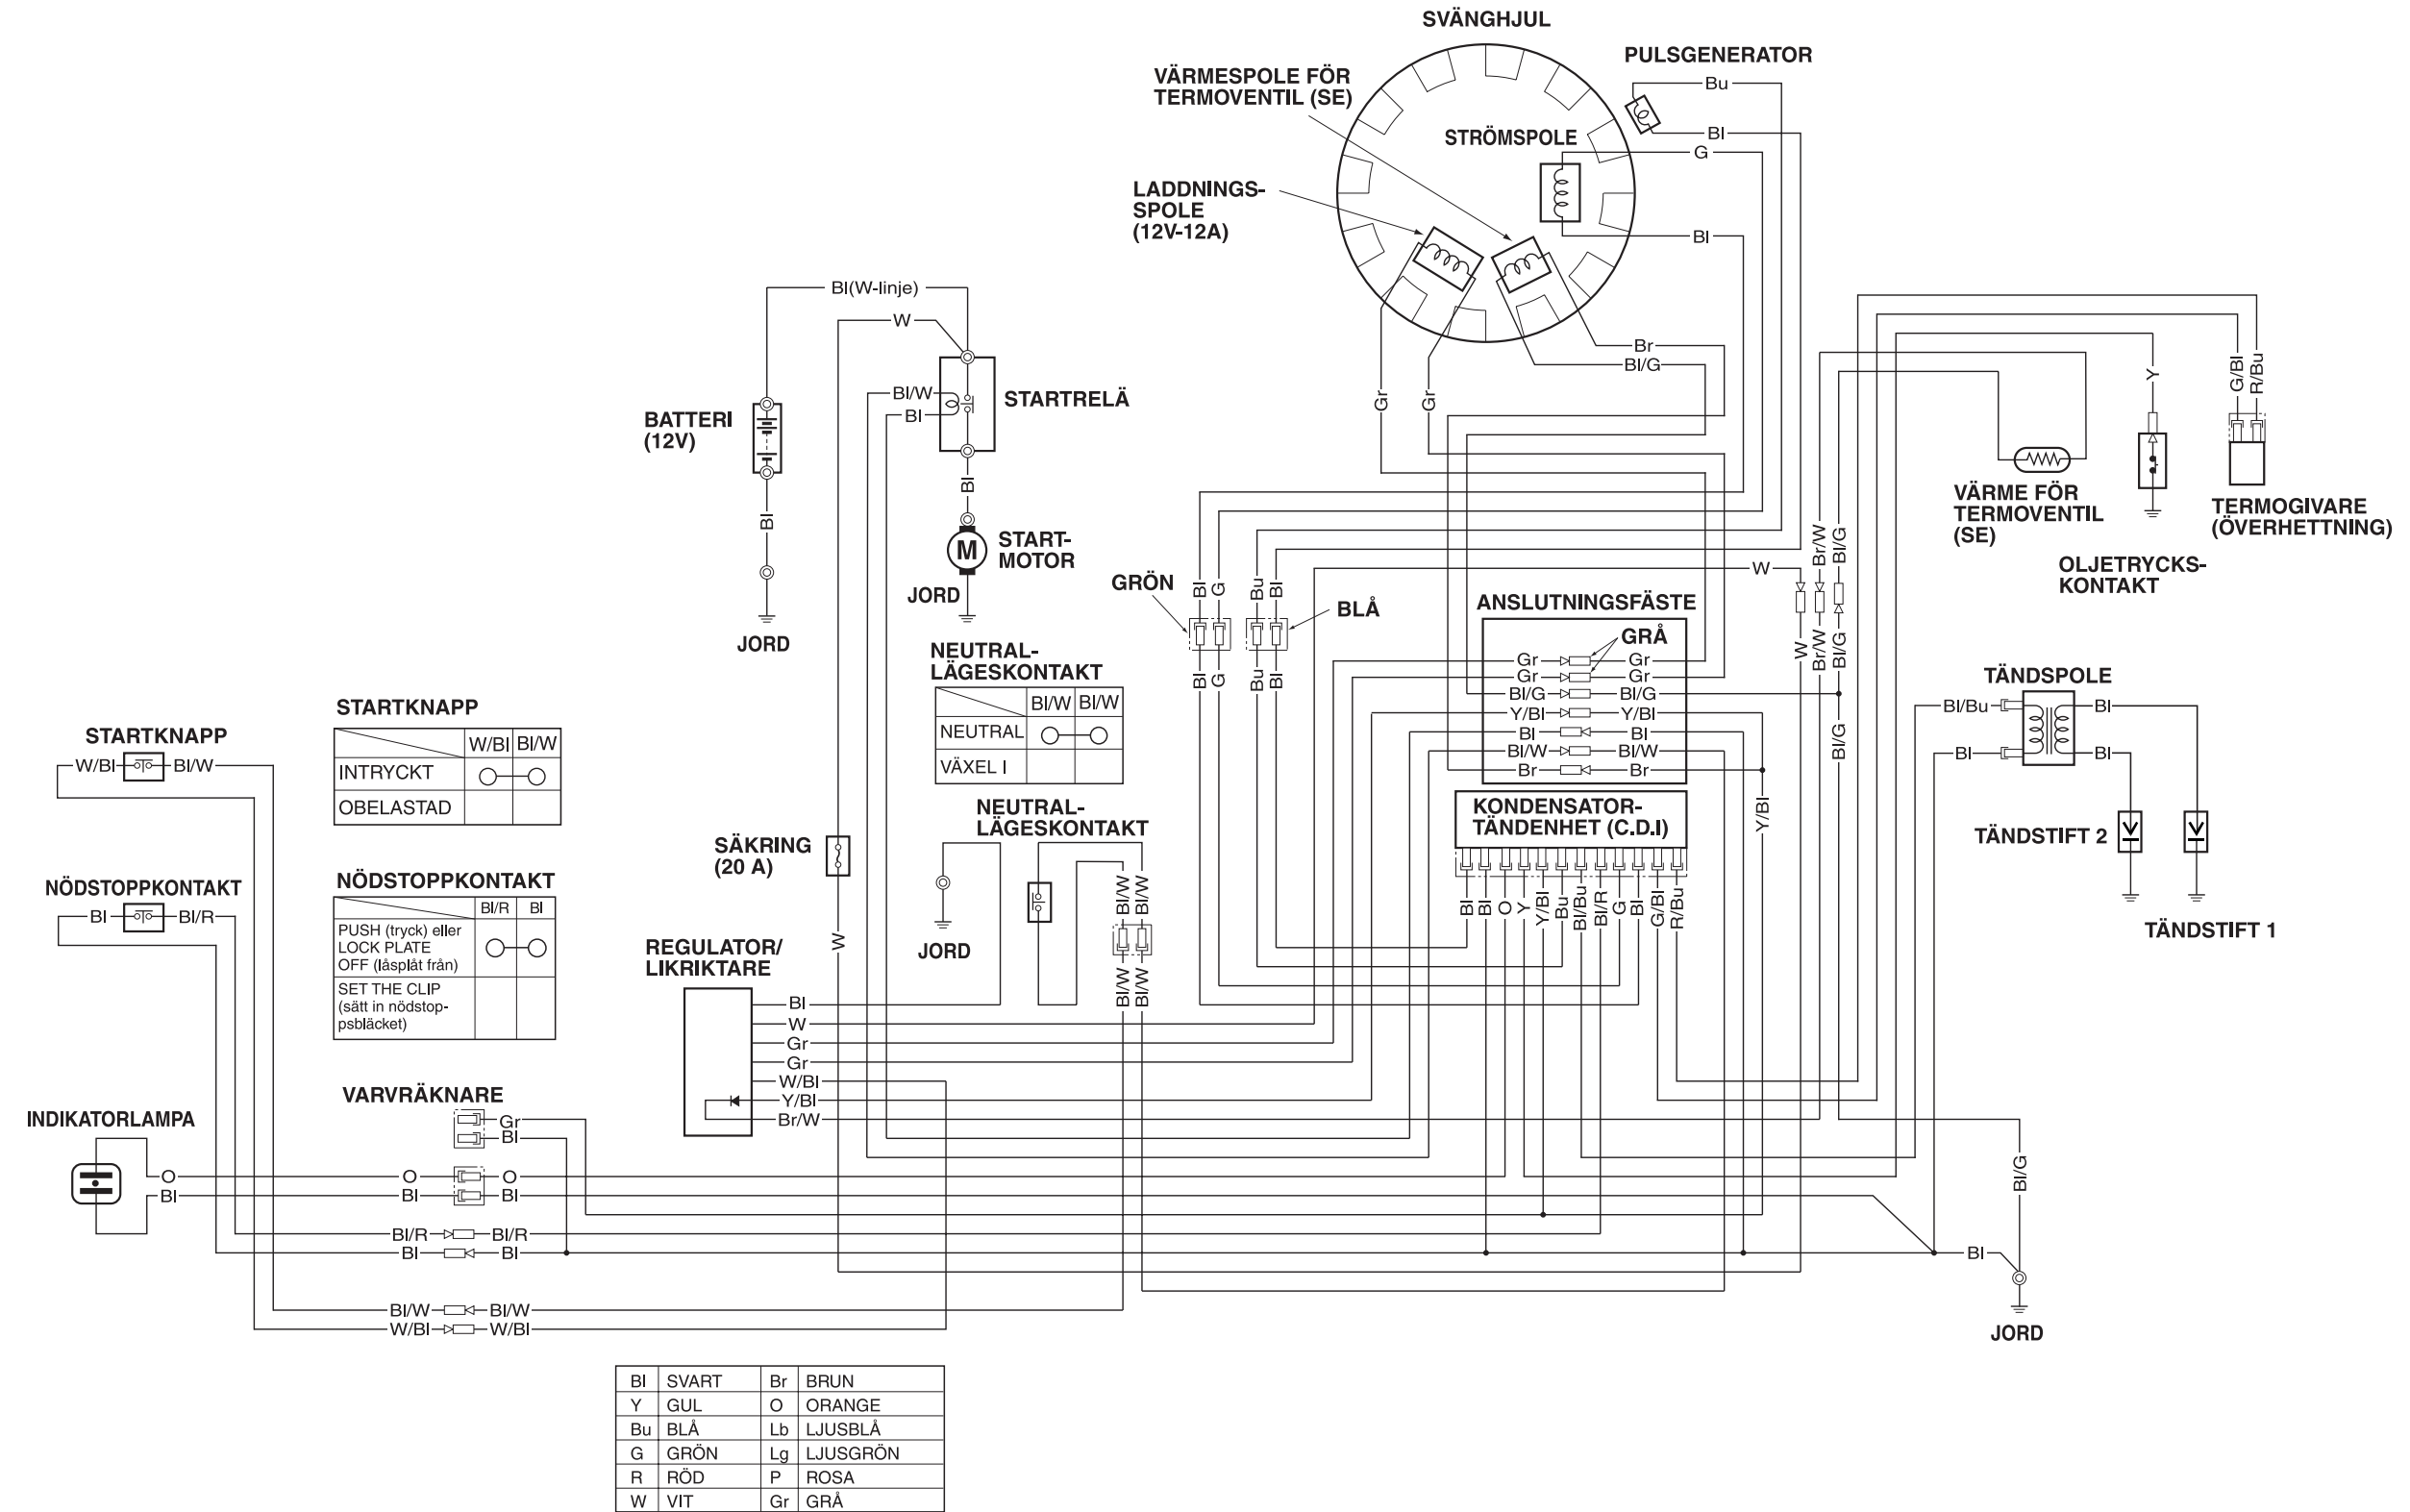 SVÄNGHJUL
PULSGENERATOR
Bu
VÄRMESPOLE FÖR
TERMOVENTIL (SE)
STRÖMSPOLE
Bl
G
LADDNINGS-
SPOLE
(12V-12A)
Bl
Bl(W-linje)
W
Br
Bl/G
Gr
Gr
Y
G/Bl
R/Bu
Bl/W
Bl
STARTRELÄ
BATTERI
(12V)
Bl
Bl
VÄRME FÖR
TERMOVENTIL
(SE)
TERMOGIVARE
(ÖVERHETTNING)
OLJETRYCKS-
KONTAKT
M
START-
MOTOR
JORD
JORD
GRÖN
Bl
G
Bu
Bl
BLÅ
W
Br/W
Bl/G
Bl
G
Bu
Bl
W
Br/W
Bl/G
Bl/G
ANSLUTNINGSFÄSTE
GRÅ
Gr
Gr
Gr
Gr
Bl/G
Bl/G
Y/Bl
Y/Bl
Bl
Bl
Bl/W
Bl/W
Br
Br
Y/Bl
NEUTRAL-
LÄGESKONTAKT
Bl/W
Bl/W
NEUTRAL
VÄXEL I
TÄNDSPOLE
Bl/Bu
Bl
Bl
Bl
TÄNDSTIFT 2
TÄNDSTIFT 1
STARTKNAPP
W/Bl
Bl/W
INTRYCKT
OBELASTAD
STARTKNAPP
W/Bl
Bl/W
KONDENSATOR-
TÄNDENHET (C.D.I)
Bl
Bl
O
Y
Y/Bl
Bu
Bl/Bu
Bl/R
G
Bl
G/Bl
R/Bu
NEUTRAL-
LÄGESKONTAKT
Bl/W
Bl/W
Bl/W
Bl/W
SÄKRING
(20 A)
W
JORD
NÖDSTOPPKONTAKT
Bl
Bl/R
NÖDSTOPPKONTAKT
Bl/R
Bl
PUSH (tryck) eller
LOCK PLATE
OFF (låsplåt från)
SET THE CLIP
(sätt in nödstop-
psbläcket)
REGULATOR/
LIKRIKTARE
Bl
W
Gr
Gr
W/Bl
Y/Bl
Br/W
VARVRÄKNARE
Gr
Bl
INDIKATORLAMPA
O
Bl
O
O
Bl
Bl
Bl/R
Bl/R
Bl
Bl
Bl/G
Bl
JORD
Bl/W
Bl/W
W/Bl
W/Bl
Bl SVART Br BRUN
Y GUL O ORANGE
Bu BLÅ Lb LJUSBLÅ
G GRÖN Lg LJUSGRÖN
R RÖD P ROSA
W VIT Gr GRÅ